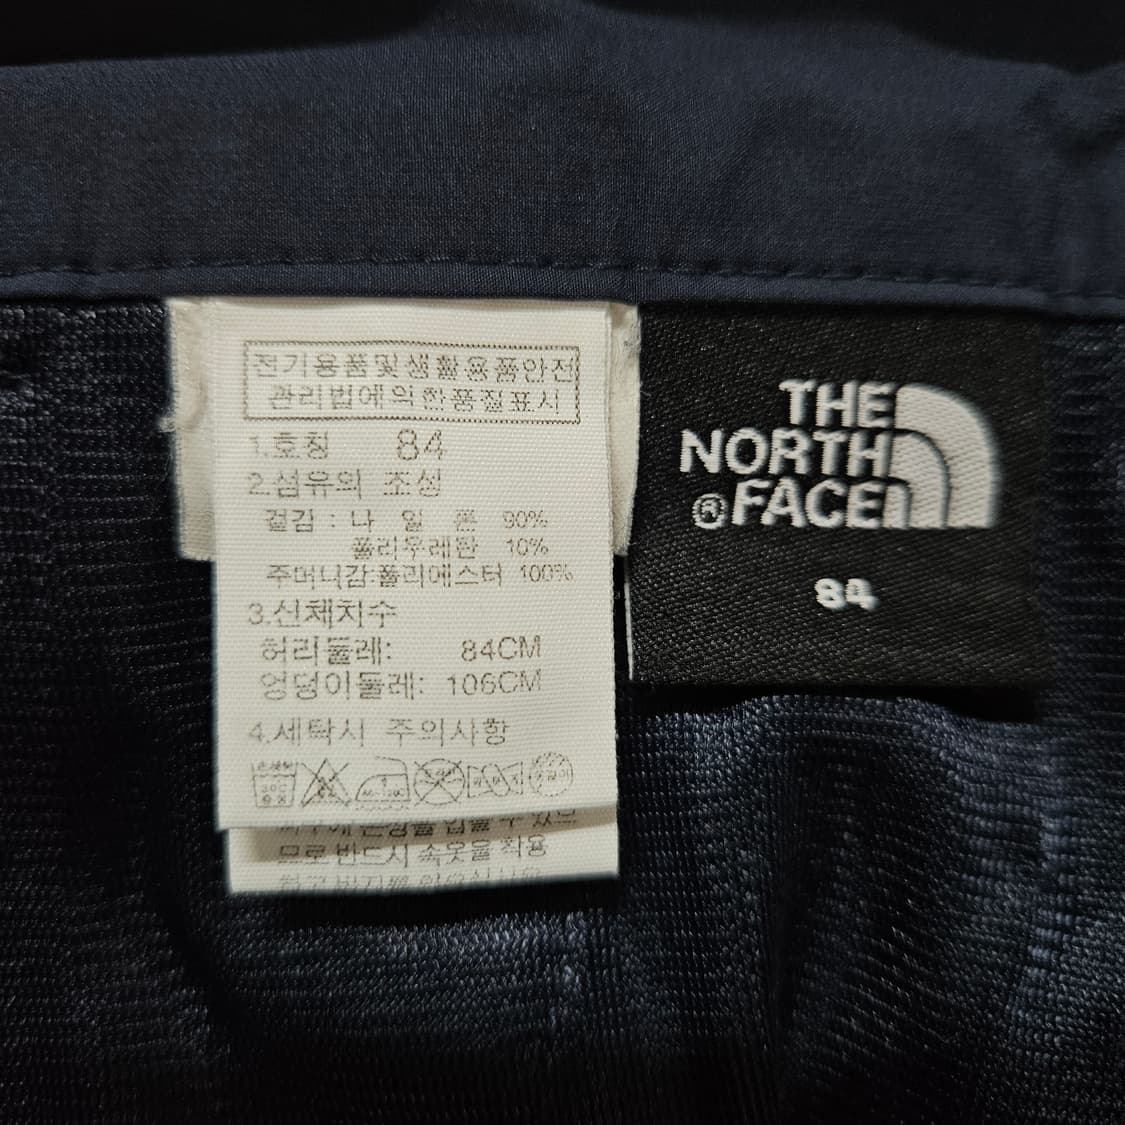 전기용품및생활용품안전
관리법에의한품질표시
1.호칭 84
2.섬유의 조성
겉감 : 나 일 론 90%
폴리우레탄 10%
주머니감:폴리에스터 100%
3.신체치수
허리둘레: 84CM
엉덩이둘레: 106CM
4.세탁시 주의사항
므로 반드시 속옷을 착용
THE
NORTH
® FACE
84